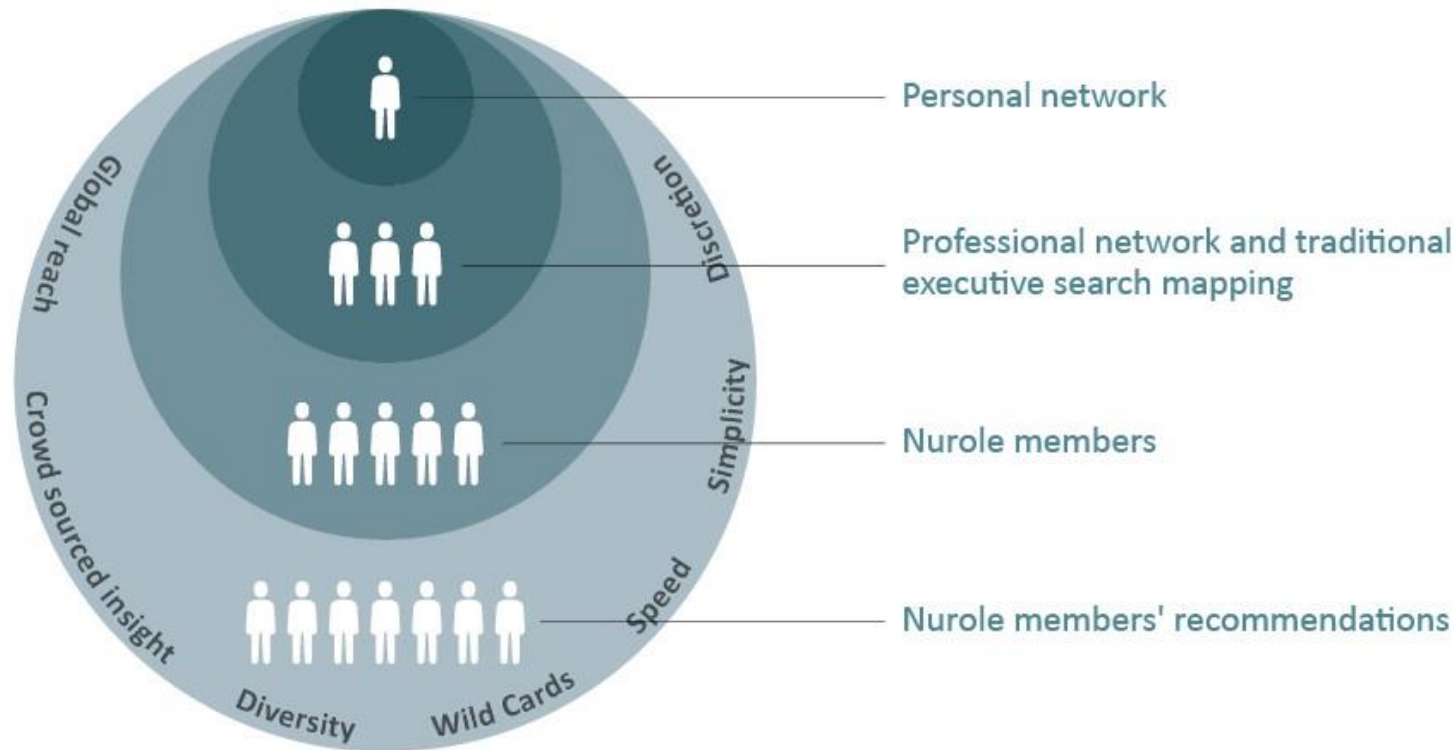 Personal network
Professional network and traditional
executive search mapping
Nurole members
Nurole members' recommendations
Global reach
Crowd sourced insight
Diversity
Wild Cards
Speed
Simplicity
Discretion